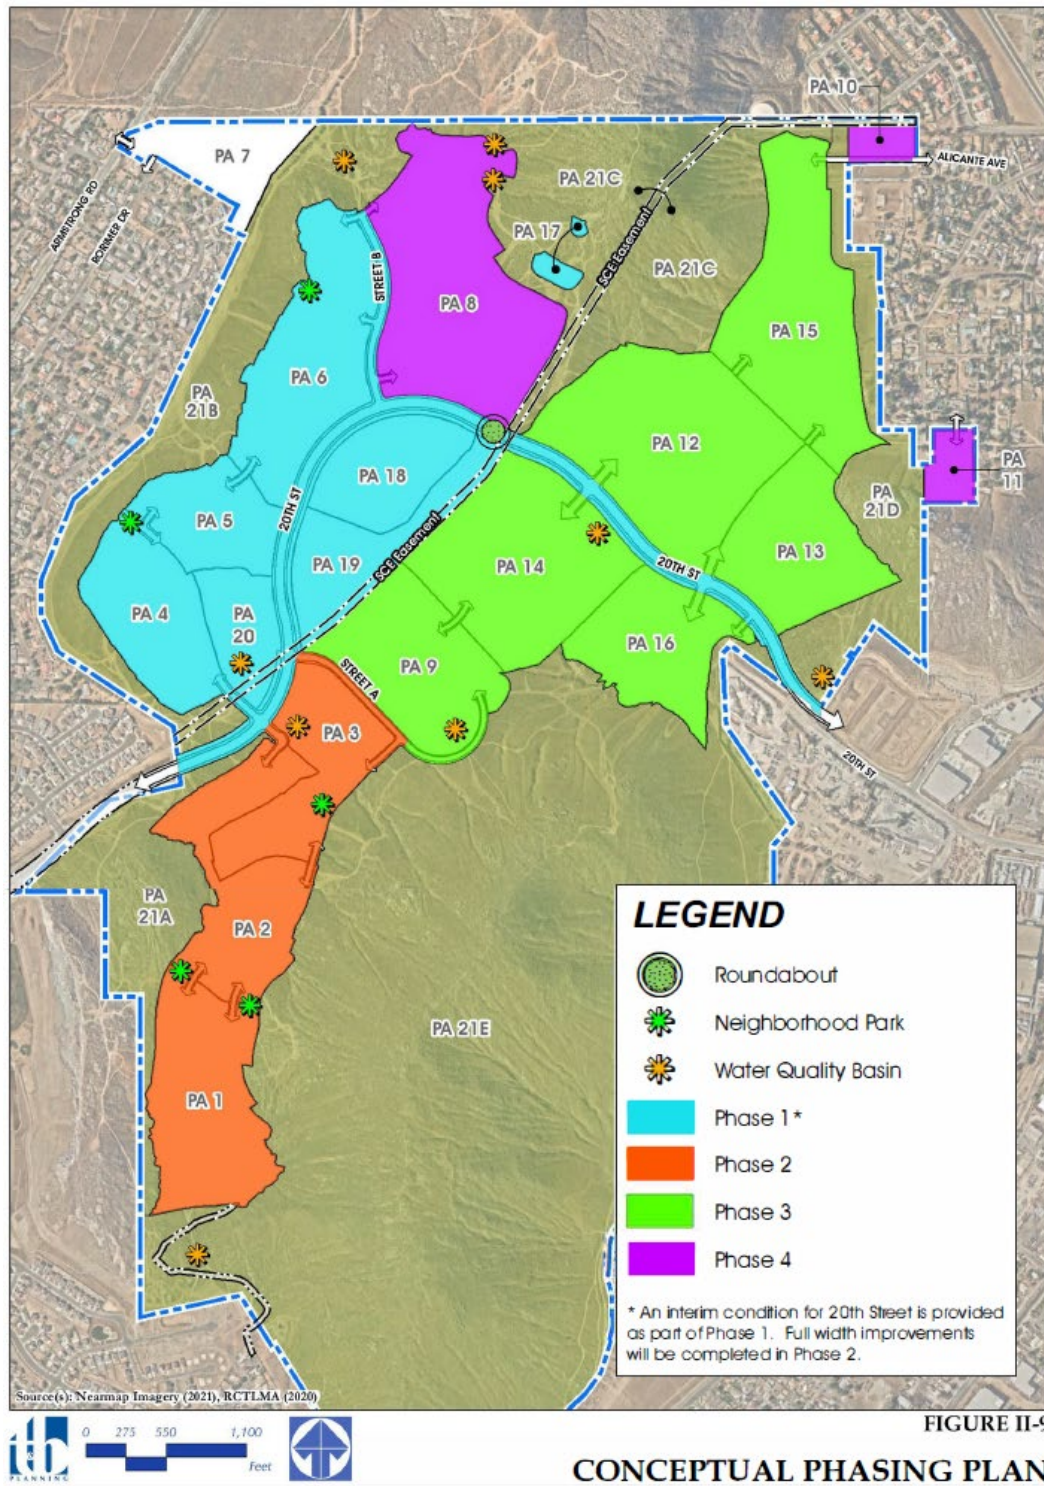 PA 10
PA 7
ALICANTE AVE
ARMSTRONG RD
RORIMER DR
PA 21C
PA 17
SCE Easement
PA 21C
STREET B
PA 8
PA 15
PA 6
PA
21B
PA 12
PA 18
PA
11
PA
21D
20TH ST
PA 5
SCE Easement
PA 19
PA 14
20TH ST
PA 13
PA 4
PA
20
PA 16
PA 9
STREET A
PA 3
20TH ST
PA
21A
PA 2
PA 21E
PA 1
LEGEND
Roundabout
Neighborhood Park
Water Quality Basin
Phase 1*
Phase 2
Phase 3
Phase 4
* An interim condition for 20th Street is provided
as part of Phase 1. Full width improvements
will be completed in Phase 2.
Source(s): Nearmap Imagery (2021), RCTLMA (2020)
PLANNING
0 275 550 1,100
Feet
FIGURE II-9
CONCEPTUAL PHASING PLAN